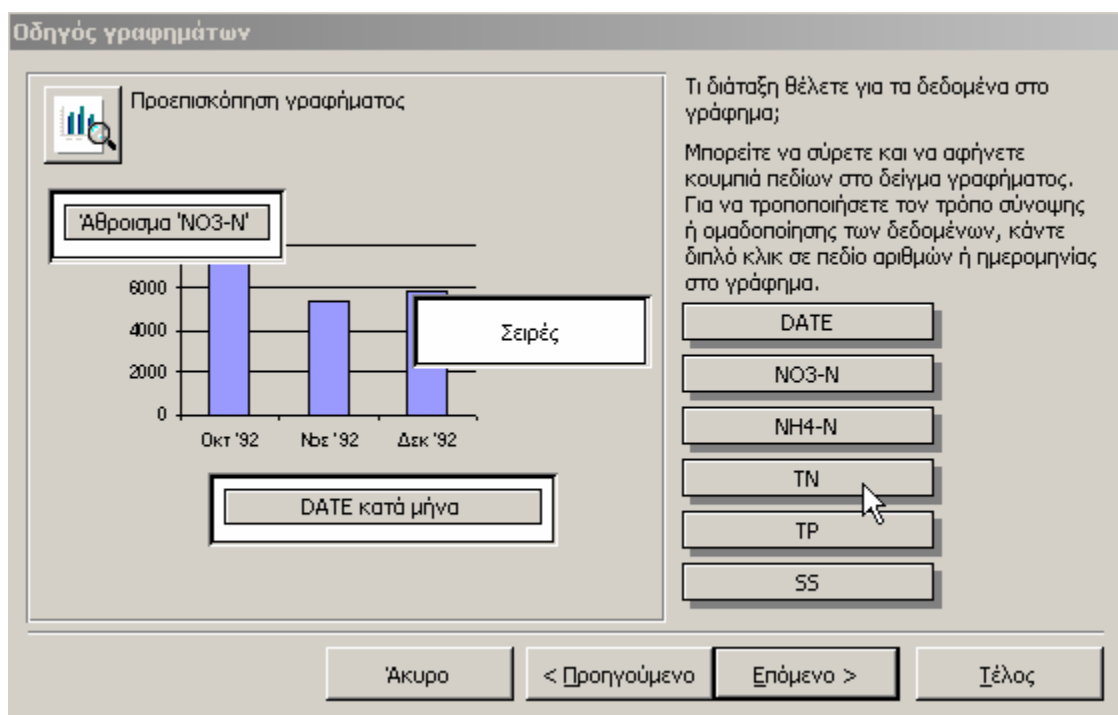 Οδηγός γραφημάτων
Προεπισκόπηση γραφήματος
Άθροισμα 'NO3-N'
6000
4000
2000
0
Οκτ '92 Νοε '92 Δεκ '92
Σειρές
DATE κατά μήνα
Τι διάταξη θέλετε για τα δεδομένα στο
γράφημα;
Μπορείτε να σύρετε και να αφήνετε
κουμπιά πεδίων στο δείγμα γραφήματος.
Για να τροποποιήσετε τον τρόπο σύνοψης
ή ομαδοποίησης των δεδομένων, κάντε
διπλό κλικ σε πεδίο αριθμών ή ημερομηνίας
στο γράφημα.
DATE
NO3-N
NH4-N
TN
TP
SS
Άκυρο < Προηγούμενο Επόμενο > Τέλος